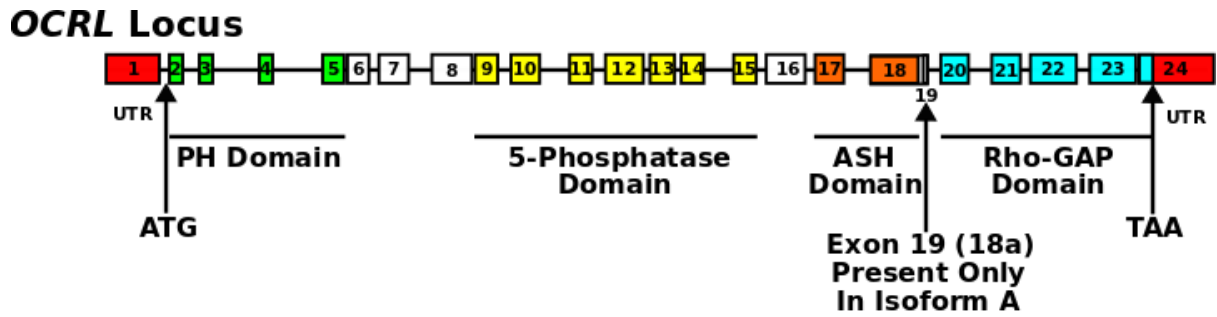 OCRL Locus
1 2 3 4 5 6 7 8 9 10 11 12 13 14 15 16 17 18 20 21 22 23 24
19
UTR
UTR
PH Domain
5-Phosphatase
Domain
ASH
Domain
Rho-GAP
Domain
ATG
TAA
Exon 19 (18a)
Present Only
In Isoform A